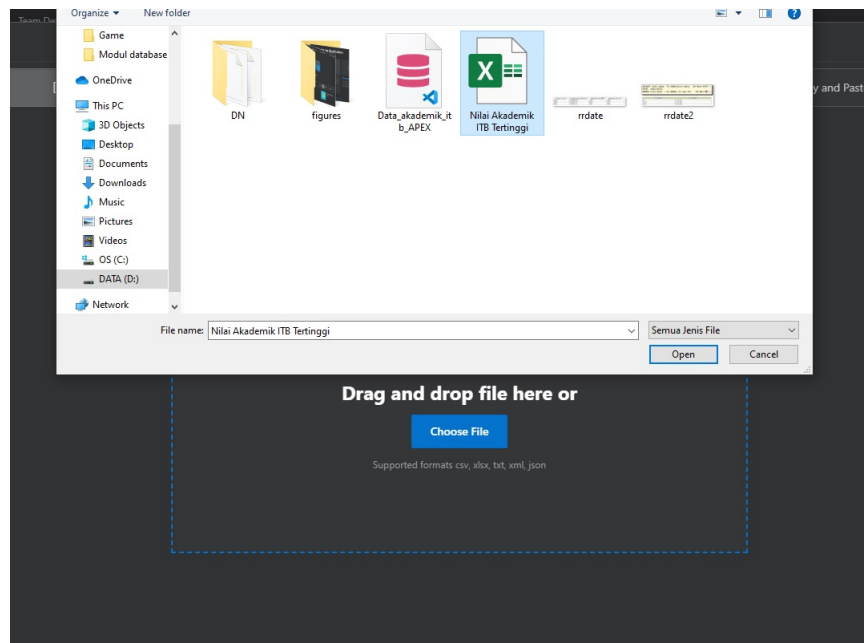 Team De
Organize
New folder
Game
Modul database
OneDrive
This PC
3D Objects
Desktop
Documents
Downloads
Music
Pictures
Videos
OS (C:)
DATA (D:)
Network
DN
figures
Data_akademik_it
b_APEX
Nilai Akademik
ITB Tertinggi
rrdate
rrdate2
y and Past
File name:
Nilai Akademik ITB Tertinggi
Semua Jenis File
Open
Cancel
Drag and drop file here or
Choose File
Supported formats csv, xlsx, txt, xml, json